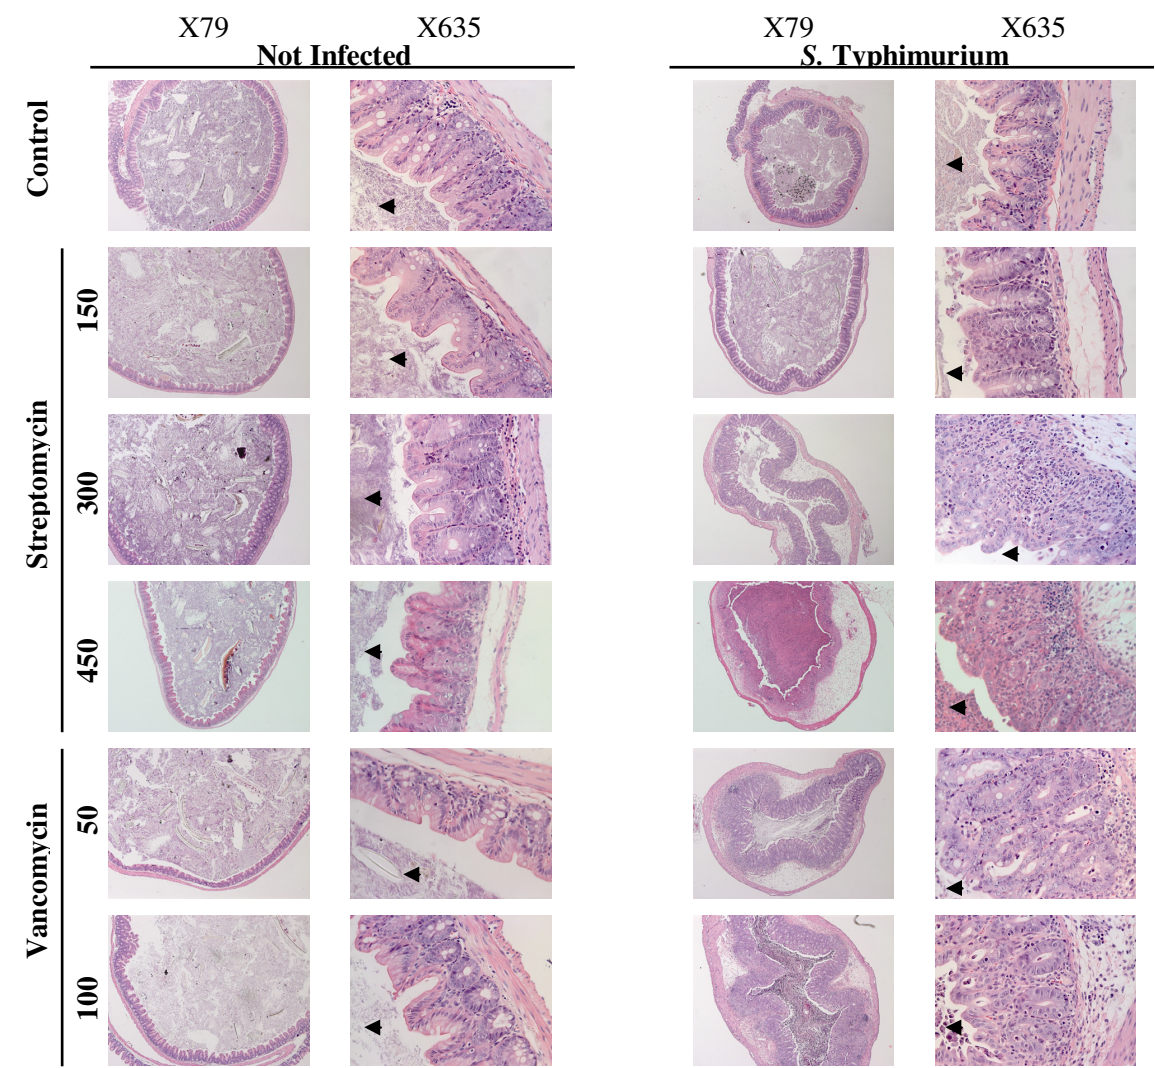 X79 X635 X79 X635
Not Infected S. Typhimurium
Control
Streptomycin
150
300
450
Vancomycin
50
100